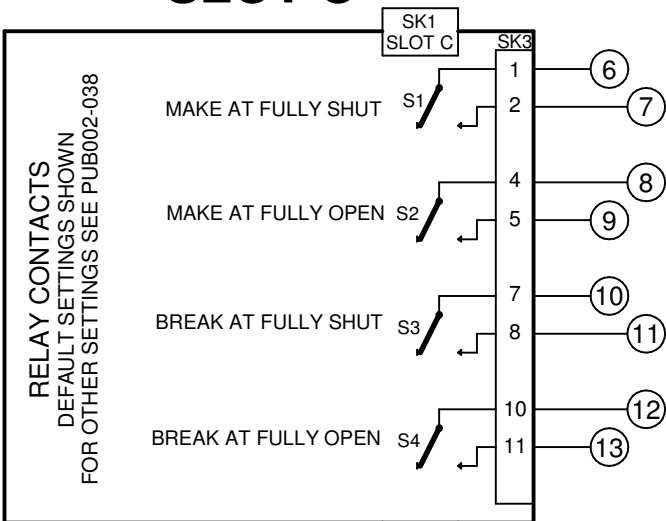 SK1
SLOT C
SK3
RELAY CONTACTS
DEFAULT SETTINGS SHOWN
FOR OTHER SETTINGS SEE PUB002-038
MAKE AT FULLY SHUT S1 1 6
2 7
MAKE AT FULLY OPEN S2 4 8
5 9
BREAK AT FULLY SHUT S3 7 10
8 11
BREAK AT FULLY OPEN S4 10 12
11 13